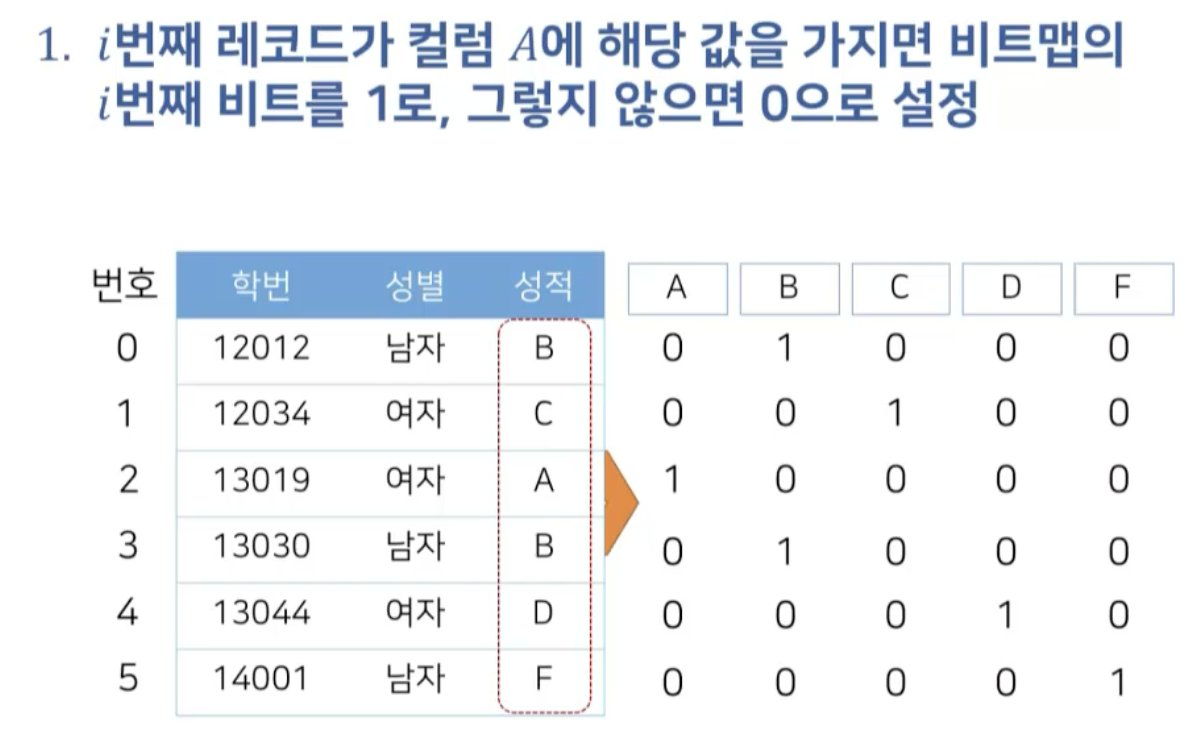 1. i번째 레코드가 컬럼 A에 해당 값을 가지면 비트맵의
i번째 비트를 1로, 그렇지 않으면 0으로 설정
번호 학번 성별 성적 A B C D F
0 12012 남자 B 0 1 0 0 0
1 12034 여자 C 0 0 1 0 0
2 13019 여자 A 1 0 0 0 0
3 13030 남자 B 0 1 0 0 0
4 13044 여자 D 0 0 0 1 0
5 14001 남자 F 0 0 0 0 1